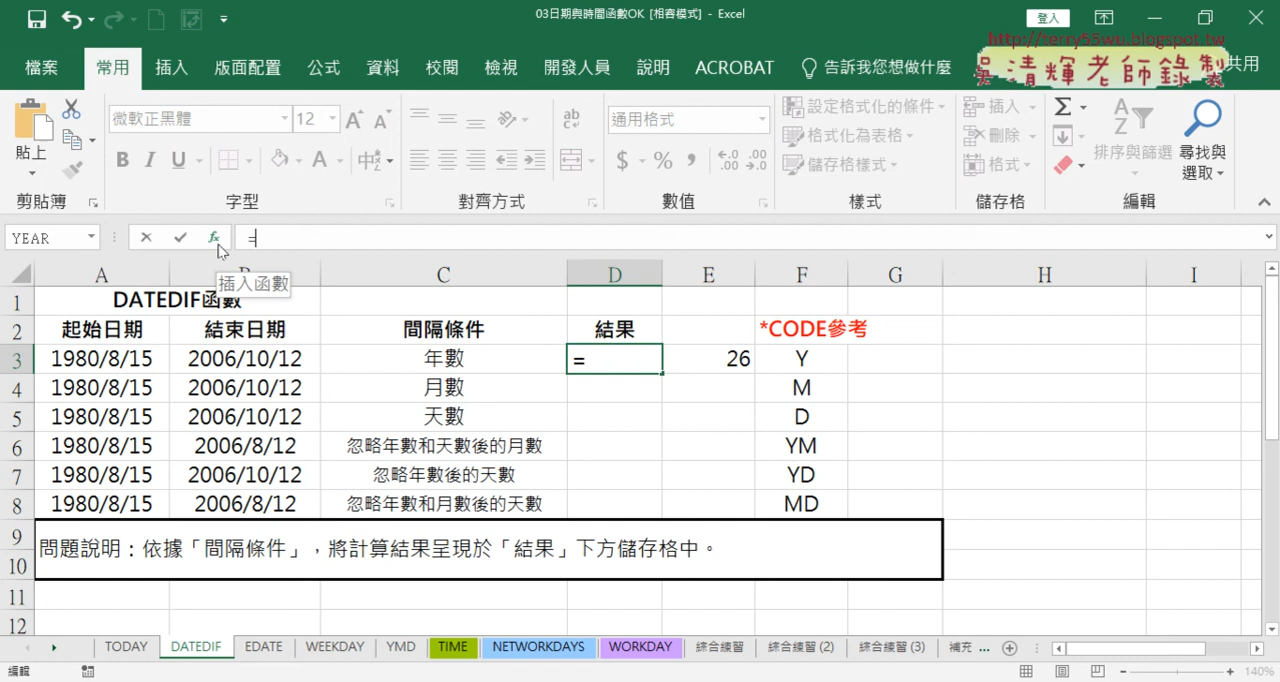 03日期與時間函數OK [相容模式] - Excel
登入
http://terry55wu.blogspot.tw
檔案 常用 插入 版面配置 公式 資料 校閱 檢視 開發人員 說明 ACROBAT 告訴我您想做什麼 共用
吳清輝老師錄製
貼上
微軟正黑體 12
B I U
ab
通用格式
$ % ,
設定格式化的條件
格式化為表格
儲存格樣式
插入
刪除
格式
排序與篩選
尋找與
選取
剪貼簿 字型 對齊方式 數值 樣式 儲存格 編輯
YEAR fx =
插入函數
A B C D E F G H I
1 DATEDIF函數
2 起始日期 結束日期 間隔條件 結果 *CODE參考
3 1980/8/15 2006/10/12 年數 = 26 Y
4 1980/8/15 2006/10/12 月數 M
5 1980/8/15 2006/10/12 天數 D
6 1980/8/15 2006/8/12 忽略年數和天數後的月數 YM
7 1980/8/15 2006/10/12 忽略年數後的天數 YD
8 1980/8/15 2006/8/12 忽略年數和月數後的天數 MD
9
問題說明：依據「間隔條件」，將計算結果呈現於「結果」下方儲存格中。
10
11
12
TODAY DATEDIF EDATE WEEKDAY YMD TIME NETWORKDAYS WORKDAY 綜合練習 綜合練習 (2) 綜合練習 (3) 補充 ...
編輯 140%